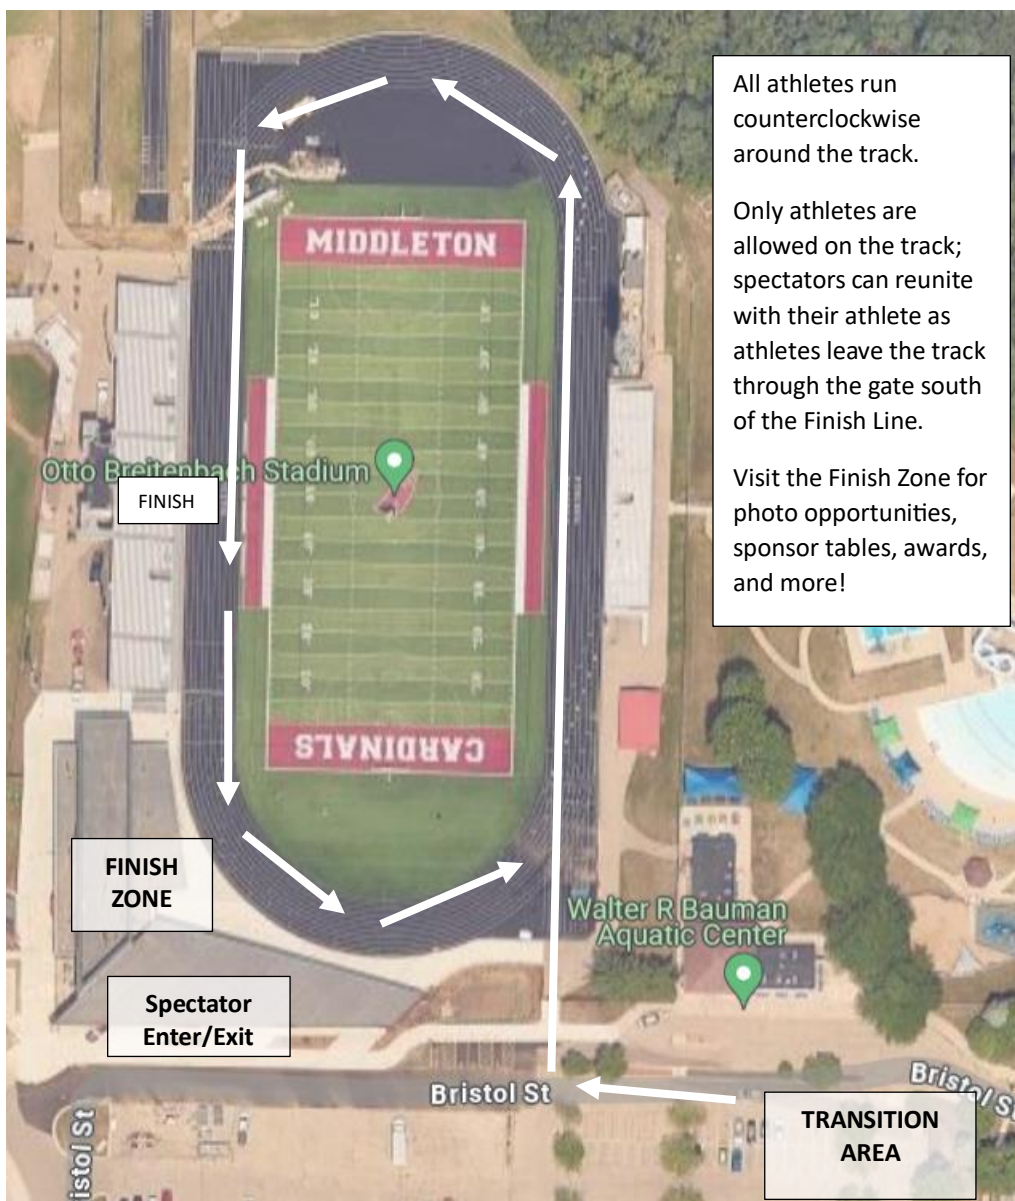 All athletes run
counterclockwise
around the track.
Only athletes are
allowed on the track;
spectators can reunite
with their athlete as
athletes leave the track
through the gate south
of the Finish Line.
Visit the Finish Zone for
photo opportunities,
sponsor tables, awards,
and more!
MIDDLETON
Otto Breitenbach Stadium
FINISH
CARDINALS
FINISH
ZONE
Walter R Bauman
Aquatic Center
Spectator
Enter/Exit
Bristol St
Bristol St
istol St
TRANSITION
AREA